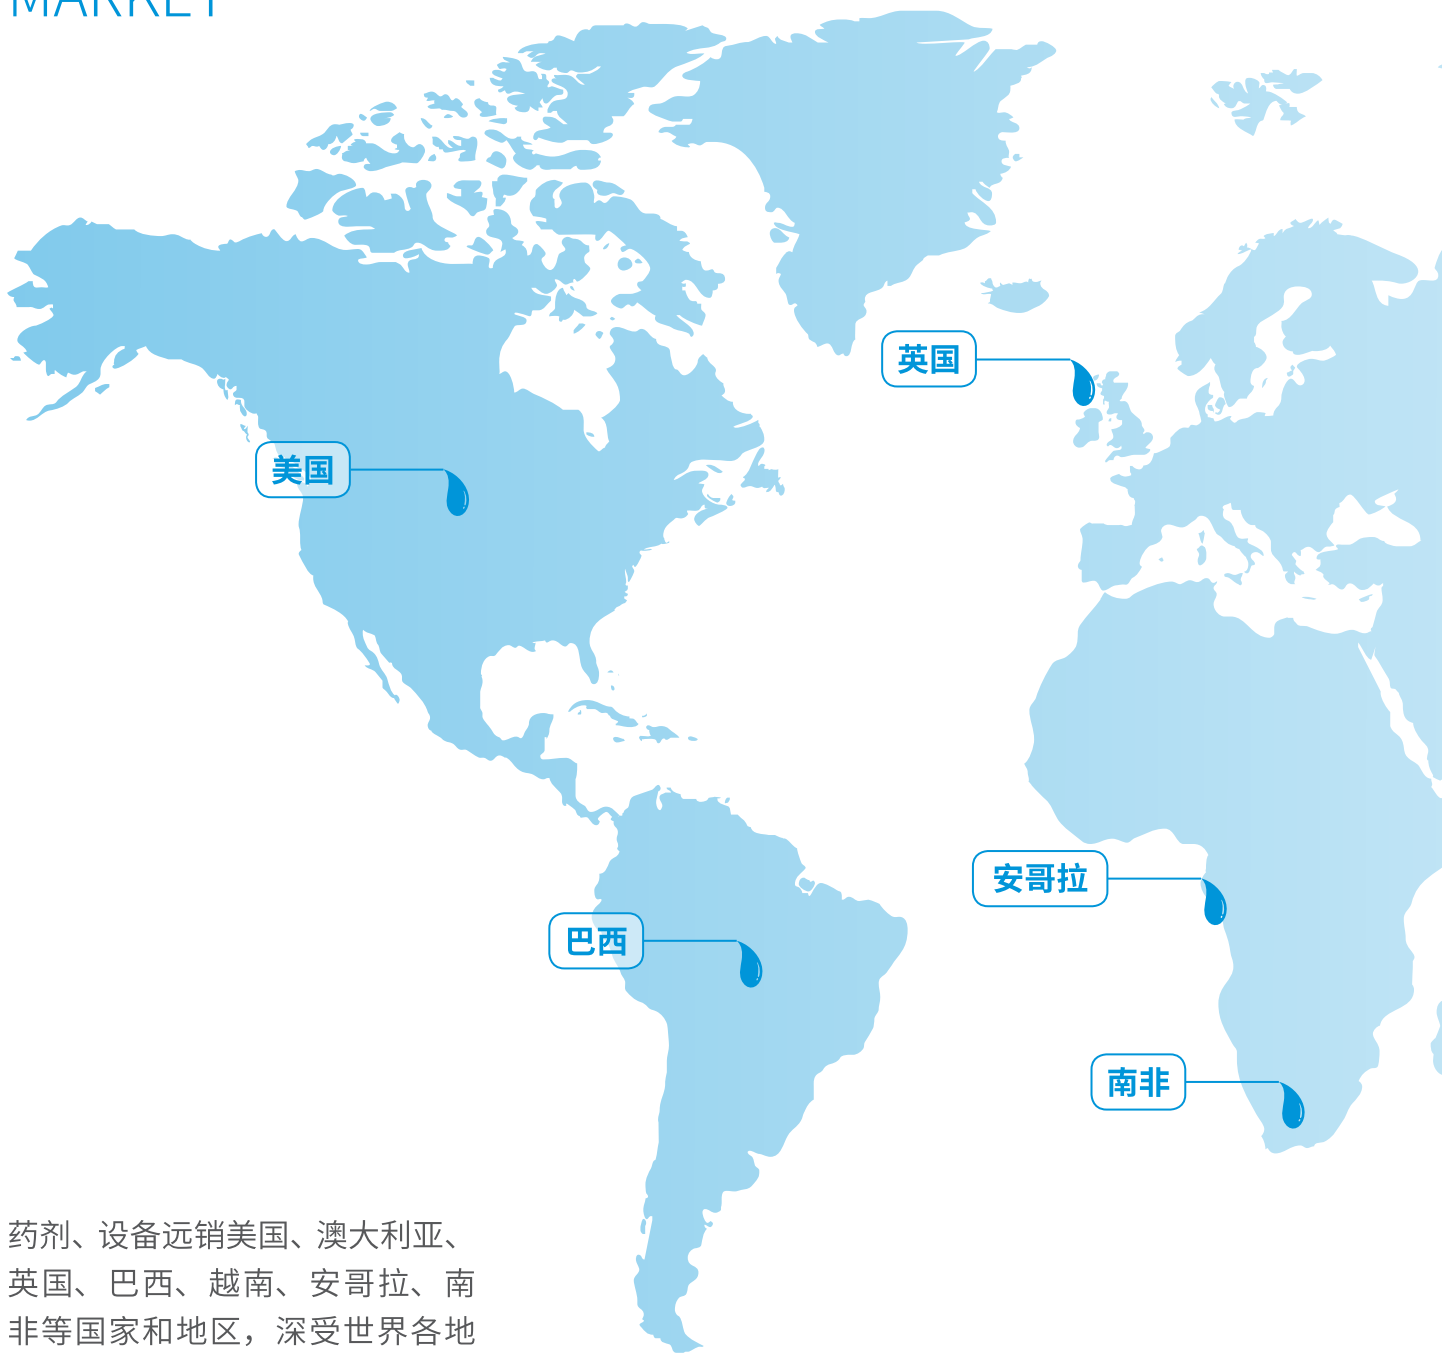 MARKET
英国
美国
安哥拉
巴西
南非
药剂、设备远销美国、澳大利亚、
英国、巴西、越南、安哥拉、南
非等国家和地区，深受世界各地